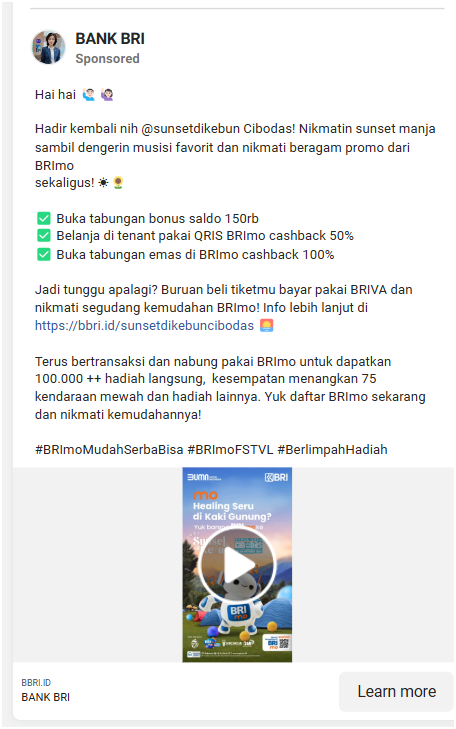 BANK BRI
Sponsored
Hai hai 🙋🏻‍♂️ 🙋🏻‍♀️
Hadir kembali nih @sunsetdikebun Cibodas! Nikmatin sunset manja
sambil dengerin musisi favorit dan nikmati beragam promo dari
BRImo
sekaligus! ☀🌻
✅ Buka tabungan bonus saldo 150rb
✅ Belanja di tenant pakai QRIS BRImo cashback 50%
✅ Buka tabungan emas di BRImo cashback 100%
Jadi tunggu apalagi? Buruan beli tiketmu bayar pakai BRIVA dan
nikmati segudang kemudahan BRImo! Info lebih lanjut di
https://bbri.id/sunsetdikebuncibodas 🌅
Terus bertransaksi dan nabung pakai BRImo untuk dapatkan
100.000 ++ hadiah langsung,  kesempatan menangkan 75
kendaraan mewah dan hadiah lainnya. Yuk daftar BRImo sekarang
dan nikmati kemudahannya!
#BRImoMudahSerbaBisa #BRImoFSTVL #BerlimpahHadiah
BUMN
BRI
mo
Healing Seru
di Kaki Gunung?
Yuk
BRI
mo
BBRI.ID
BANK BRI
Learn more